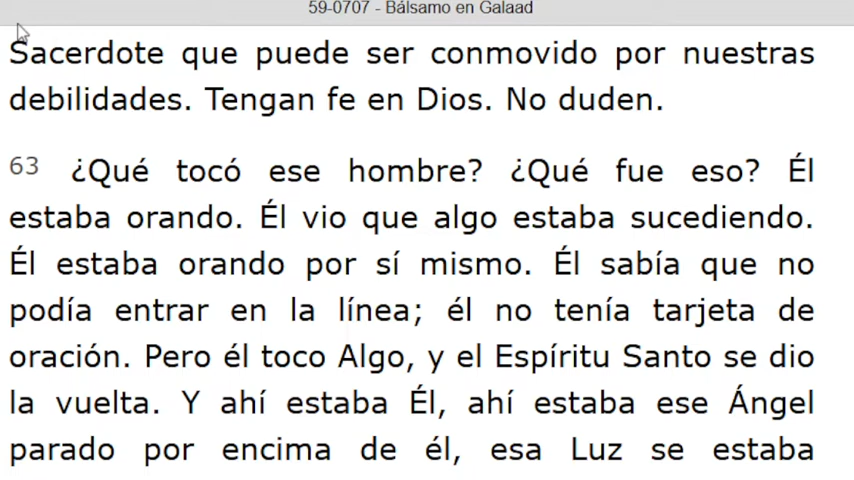 59-0707 - Bálsamo en Galaad
Sacerdote que puede ser conmovido por nuestras
debilidades. Tengan fe en Dios. No duden.
63 ¿Qué tocó ese hombre? ¿Qué fue eso? Él
estaba orando. Él vio que algo estaba sucediendo.
Él estaba orando por sí mismo. Él sabía que no
podía entrar en la línea; él no tenía tarjeta de
oración. Pero él toco Algo, y el Espíritu Santo se dio
la vuelta. Y ahí estaba Él, ahí estaba ese Ángel
parado por encima de él, esa Luz se estaba